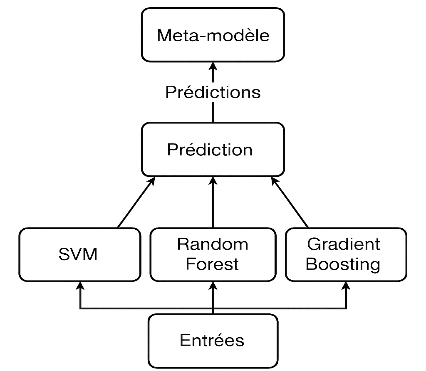 Meta-modèle
Prédictions
Prédiction
SVM
Random
Forest
Gradient
Boosting
Entrées